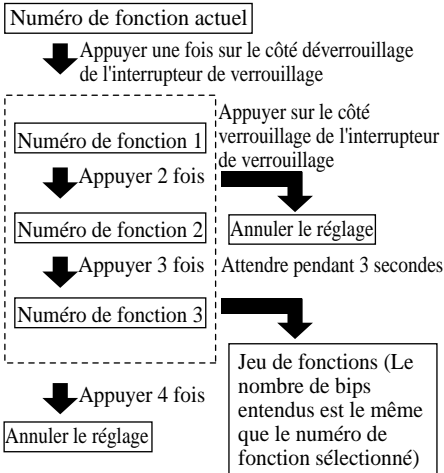 Numéro de fonction actuel
Appuyer une fois sur le côté déverrouillage
de l'interrupteur de verrouillage
Appuyer sur le côté
verrouillage de l'interrupteur
de verrouillage
Numéro de fonction 1
Appuyer 2 fois
Numéro de fonction 2
Annuler le réglage
Appuyer 3 fois
Attendre pendant 3 secondes
Numéro de fonction 3
Jeu de fonctions (Le
nombre de bips
entendus est le même
que le numéro de
fonction sélectionné)
Appuyer 4 fois
Annuler le réglage